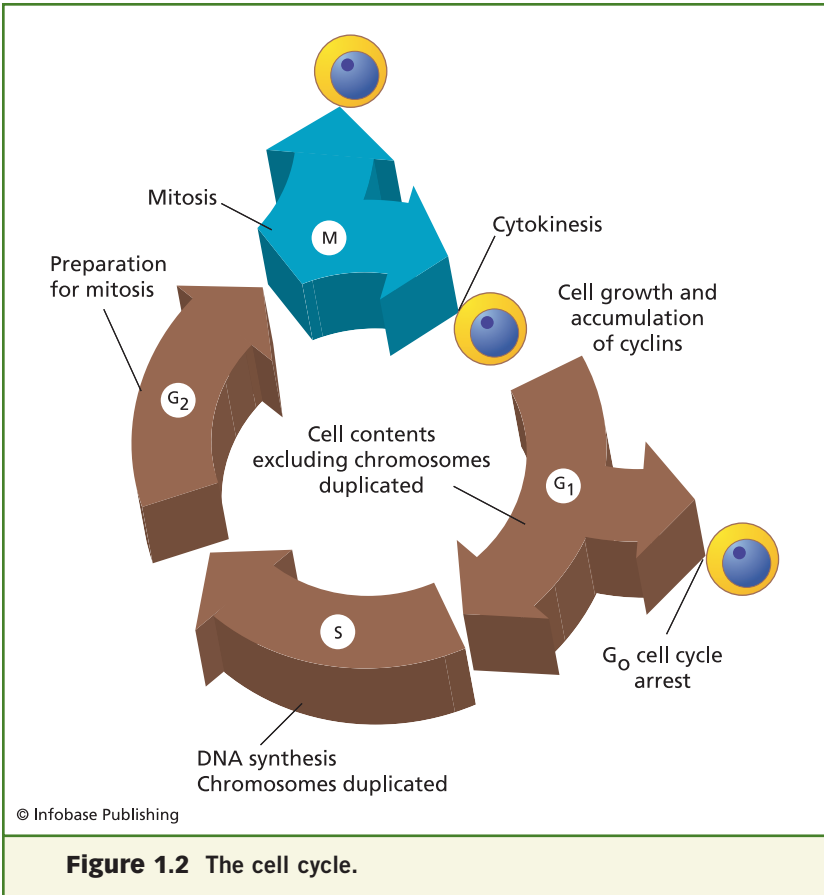 Mitosis
M
Cytokinesis
Preparation
for mitosis
Cell growth and
accumulation
of cyclins
G₂
Cell contents
excluding chromosomes
duplicated
G₁
S
G₀ cell cycle
arrest
DNA synthesis
Chromosomes duplicated
© Infobase Publishing
Figure 1.2 The cell cycle.